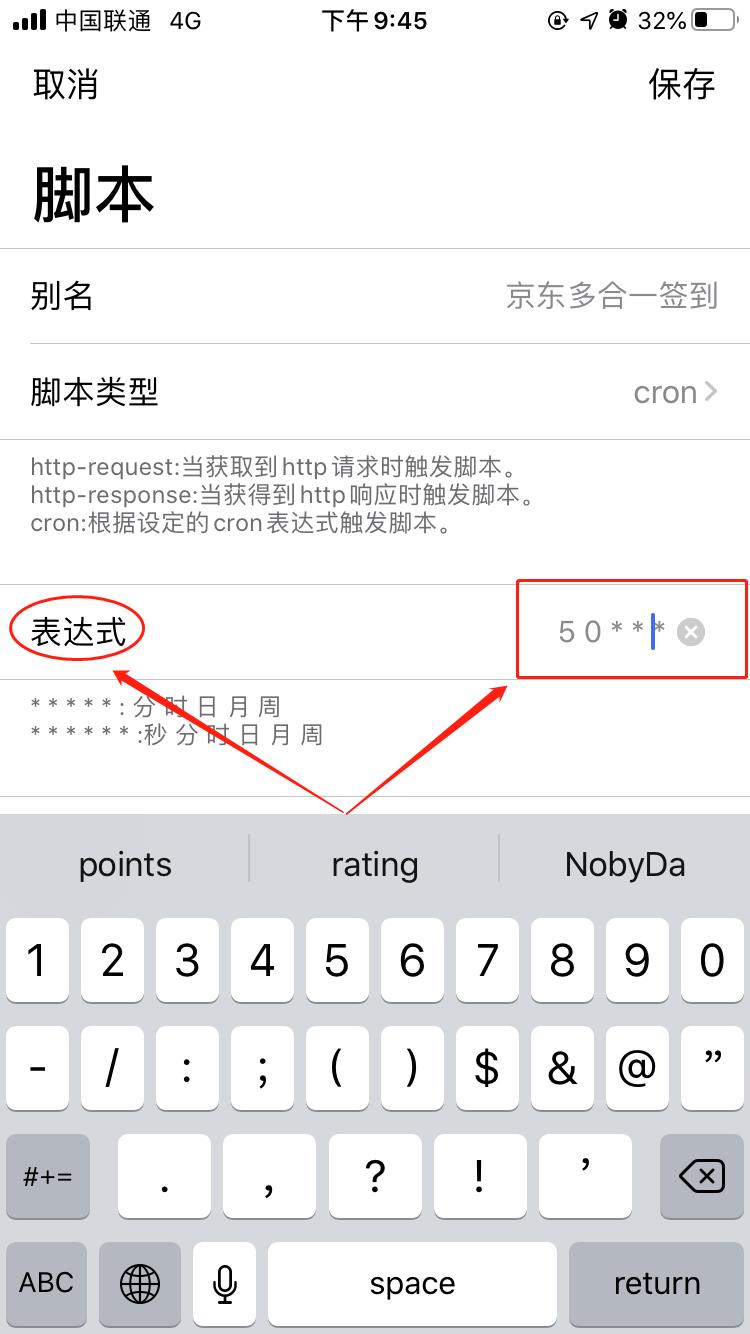 中国联通 4G 下午9:45 32%
取消 保存
脚本
别名 京东多合一签到
脚本类型 cron
http-request:当获取到http请求时触发脚本。
http-response:当获得到http响应时触发脚本。
cron:根据设定的cron表达式触发脚本。
表达式 5 0 * * *
* * * * * : 分 时 日 月 周
* * * * * * :秒 分 时 日 月 周
points rating NobyDa
1 2 3 4 5 6 7 8 9 0
- / : ; ( ) $ & @ ”
#+= . , ? ! ’
ABC space return